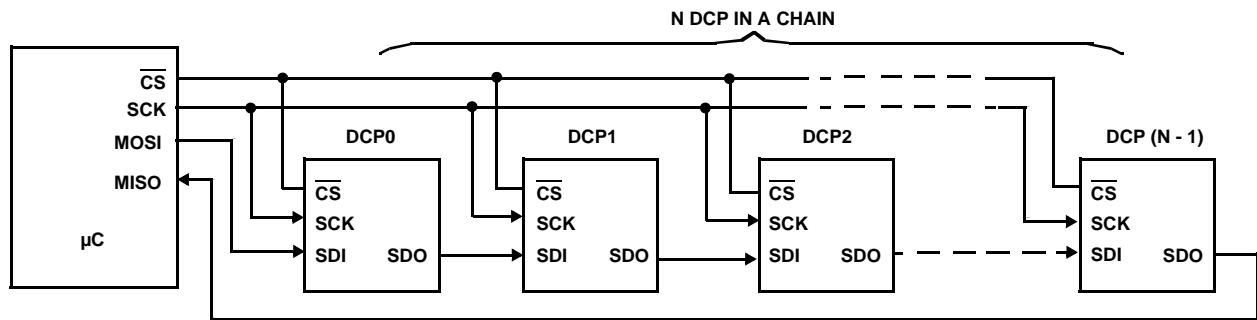 N DCP IN A CHAIN
CS
SCK
MOSI
MISO
µC
DCP0
CS
SCK
SDI SDO
DCP1
CS
SCK
SDI SDO
DCP2
CS
SCK
SDI SDO
DCP (N - 1)
CS
SCK
SDI SDO